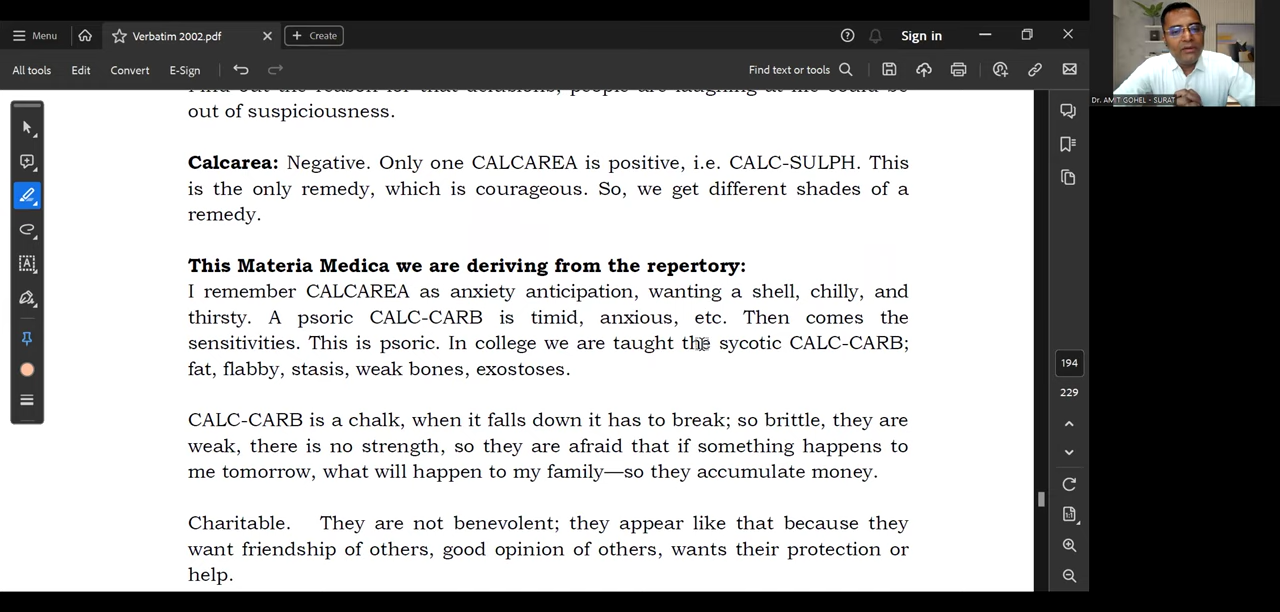 Menu
Verbatim 2002.pdf
Create
Sign in
All tools
Edit
Convert
E-Sign
Find text or tools
Dr. AMIT GOHEL - SURAT
out of suspiciousness.
Calcarea: Negative. Only one CALCAREA is positive, i.e. CALC-SULPH. This
is the only remedy, which is courageous. So, we get different shades of a
remedy.
This Materia Medica we are deriving from the repertory:
I remember CALCAREA as anxiety anticipation, wanting a shell, chilly, and
thirsty. A psoric CALC-CARB is timid, anxious, etc. Then comes the
sensitivities. This is psoric. In college we are taught the sycotic CALC-CARB;
fat, flabby, stasis, weak bones, exostoses.
CALC-CARB is a chalk, when it falls down it has to break; so brittle, they are
weak, there is no strength, so they are afraid that if something happens to
me tomorrow, what will happen to my family—so they accumulate money.
Charitable. They are not benevolent; they appear like that because they
want friendship of others, good opinion of others, wants their protection or
help.
194
229